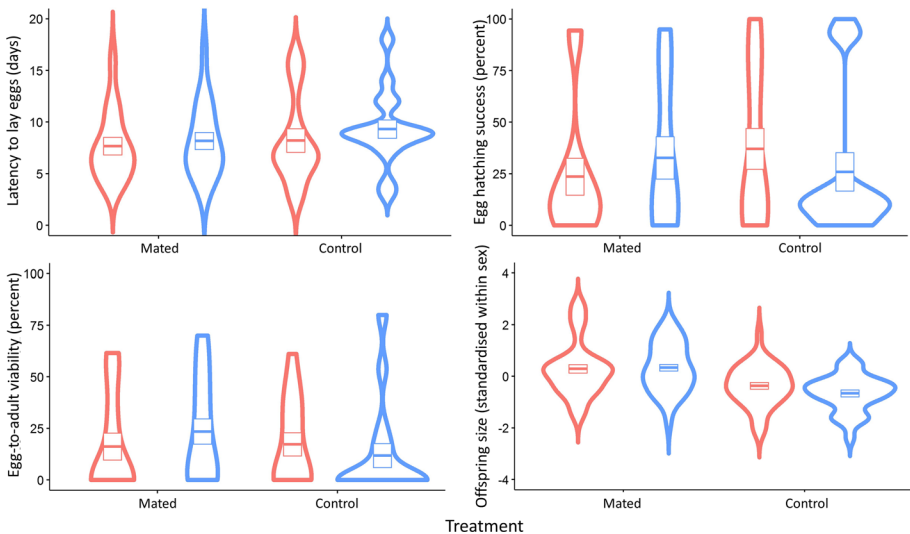 Latency to lay eggs (days)
20
15
10
5
0
Mated
Control
Egg hatching success (percent)
100
75
50
25
0
Mated
Control
Egg-to-adult viability (percent)
100
75
50
25
0
Mated
Control
Offspring size (standardised within sex)
4
2
0
-2
-4
Mated
Control
Treatment